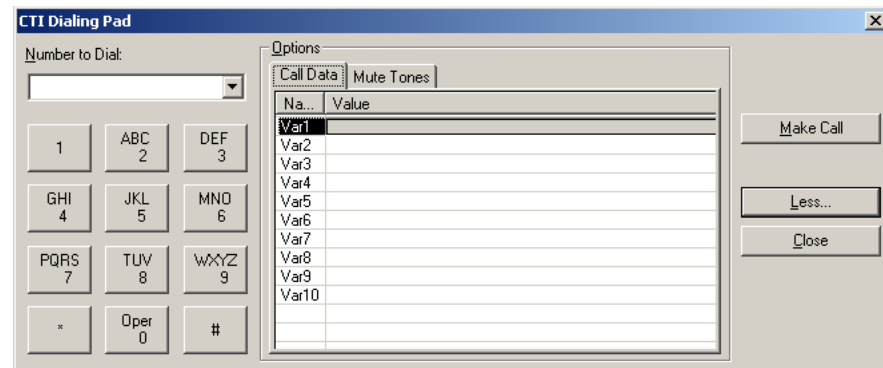 CTI Dialing Pad
Number to Dial:
1
ABC
2
DEF
3
GHI
4
JKL
5
MNO
6
PQRS
7
TUV
8
WXYZ
9
*
Oper
0
#
Options
Call Data Mute Tones
Na... Value
Var1
Var2
Var3
Var4
Var5
Var6
Var7
Var8
Var9
Var10
Make Call
Less...
Close